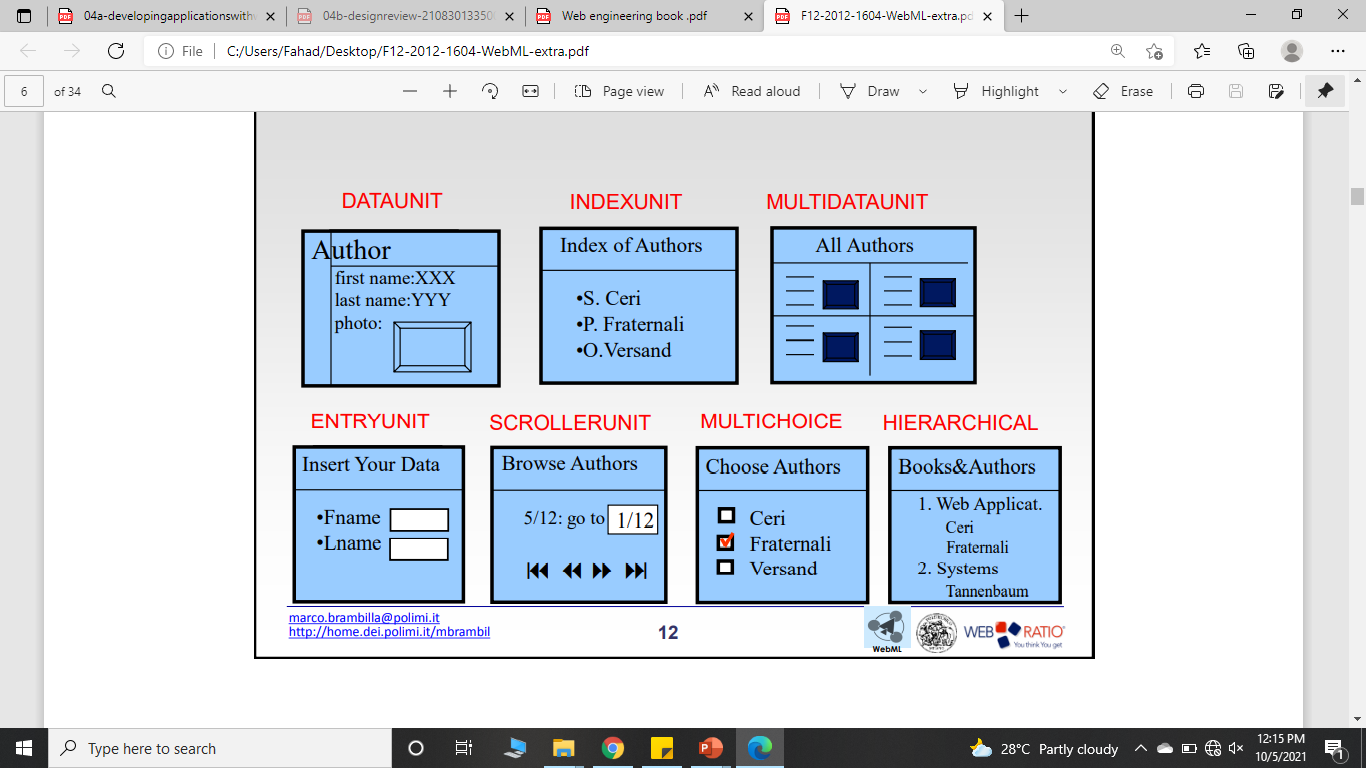 04a-developingapplicationswith
04b-designreview-21083013350
Web engineering book .pdf
F12-2012-1604-WebML-extra.pd
File
C:/Users/Fahad/Desktop/F12-2012-1604-WebML-extra.pdf
6 of 34
Page view
Read aloud
Draw
Highlight
Erase
DATAUNIT
INDEXUNIT
MULTIDATAUNIT
Author
first name:XXX
last name:YYY
photo:
Index of Authors
•S. Ceri
•P. Fraternali
•O.Versand
All Authors
ENTRYUNIT
SCROLLERUNIT
MULTICHOICE
HIERARCHICAL
Insert Your Data
•Fname
•Lname
Browse Authors
5/12: go to 1/12
Choose Authors
Ceri
Fraternali
Versand
Books&Authors
1. Web Applicat.
Ceri
Fraternali
2. Systems
Tannenbaum
marco.brambilla@polimi.it
http://home.dei.polimi.it/mbrambil
12
WebML
WEB RATIO
You think You get
Type here to search
28°C Partly cloudy
12:15 PM
10/5/2021
1